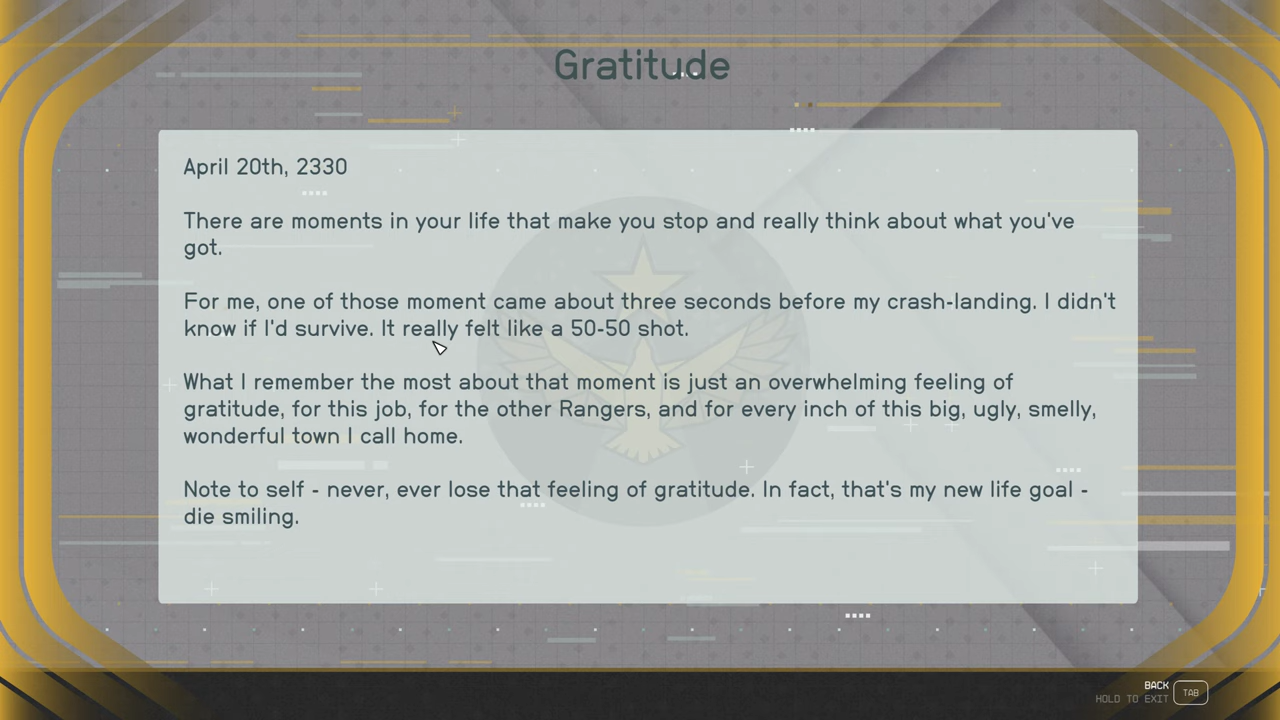 Gratitude
April 20th, 2330
There are moments in your life that make you stop and really think about what you've
got.
For me, one of those moment came about three seconds before my crash-landing. I didn't
know if I'd survive. It really felt like a 50-50 shot.
What I remember the most about that moment is just an overwhelming feeling of
gratitude, for this job, for the other Rangers, and for every inch of this big, ugly, smelly,
wonderful town I call home.
Note to self - never, ever lose that feeling of gratitude. In fact, that's my new life goal -
die smiling.
BACK
HOLD TO EXIT TAB